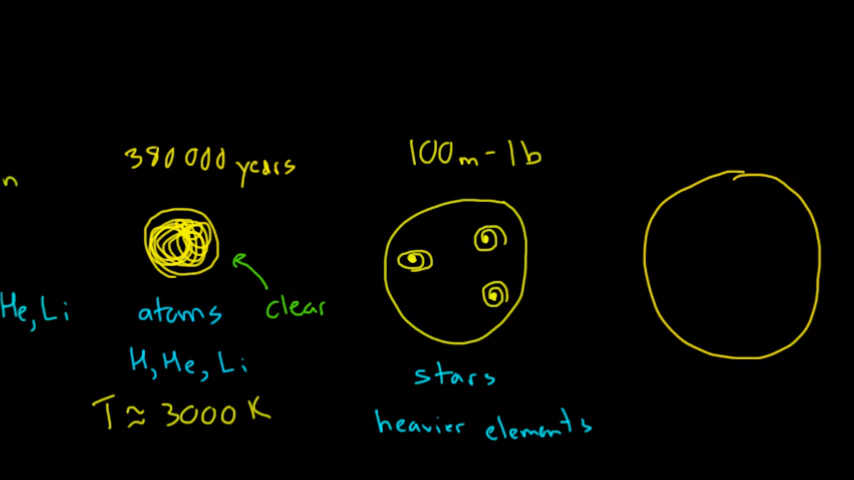 n
380 000 years
100m-1b
He, Li
atoms
clear
H, He, Li
T ≈ 3000 K
stars
heavier elements